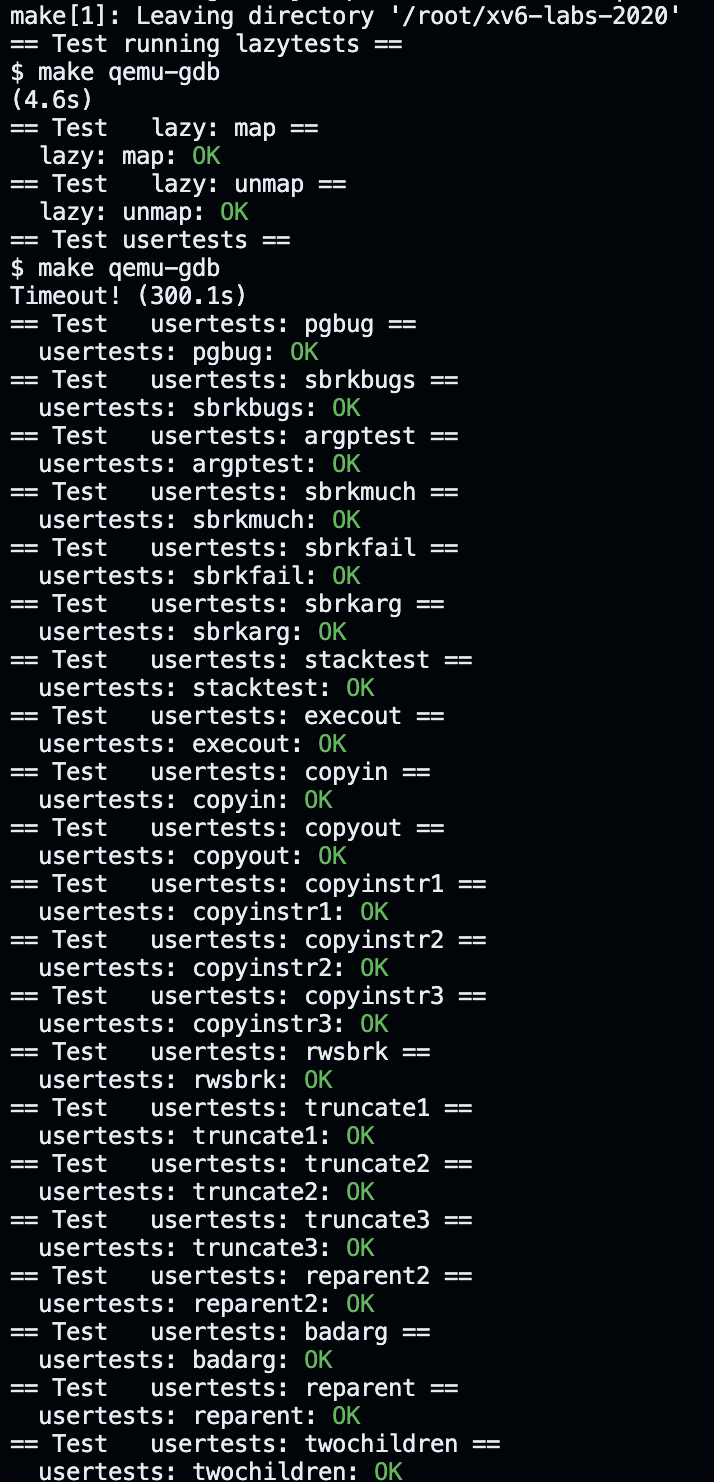 make[1]: Leaving directory '/root/xv6-labs-2020'
== Test running lazytests ==
$ make qemu-gdb
(4.6s)
== Test   lazy: map ==
  lazy: map: OK
== Test   lazy: unmap ==
  lazy: unmap: OK
== Test usertests ==
$ make qemu-gdb
Timeout! (300.1s)
== Test   usertests: pgbug ==
  usertests: pgbug: OK
== Test   usertests: sbrkbugs ==
  usertests: sbrkbugs: OK
== Test   usertests: argptest ==
  usertests: argptest: OK
== Test   usertests: sbrkmuch ==
  usertests: sbrkmuch: OK
== Test   usertests: sbrkfail ==
  usertests: sbrkfail: OK
== Test   usertests: sbrkarg ==
  usertests: sbrkarg: OK
== Test   usertests: stacktest ==
  usertests: stacktest: OK
== Test   usertests: execout ==
  usertests: execout: OK
== Test   usertests: copyin ==
  usertests: copyin: OK
== Test   usertests: copyout ==
  usertests: copyout: OK
== Test   usertests: copyinstr1 ==
  usertests: copyinstr1: OK
== Test   usertests: copyinstr2 ==
  usertests: copyinstr2: OK
== Test   usertests: copyinstr3 ==
  usertests: copyinstr3: OK
== Test   usertests: rwsbrk ==
  usertests: rwsbrk: OK
== Test   usertests: truncate1 ==
  usertests: truncate1: OK
== Test   usertests: truncate2 ==
  usertests: truncate2: OK
== Test   usertests: truncate3 ==
  usertests: truncate3: OK
== Test   usertests: reparent2 ==
  usertests: reparent2: OK
== Test   usertests: badarg ==
  usertests: badarg: OK
== Test   usertests: reparent ==
  usertests: reparent: OK
== Test   usertests: twochildren ==
  usertests: twochildren: OK